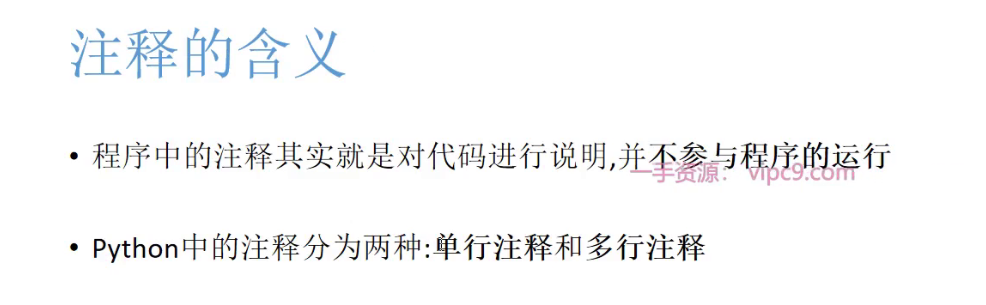 注释的含义
• 程序中的注释其实就是对代码进行说明,并不参与程序的运行
一手资源： vipc9.com
• Python中的注释分为两种:单行注释和多行注释